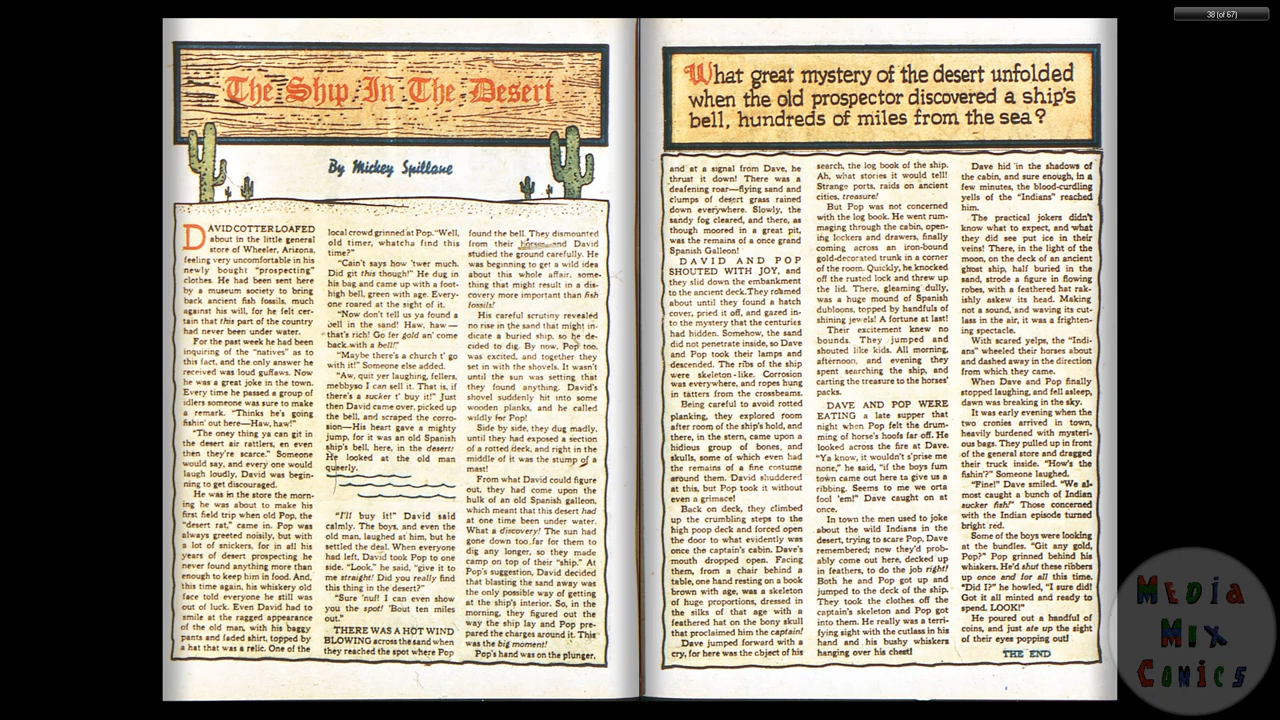 38 (of 67)
The Ship In The Desert
By Mickey Spillane
DAVID COTTER LOAFED
about in the little general
store of Wheeler, Arizona,
feeling very uncomfortable in his
newly bought "prospecting"
clothes. He had been sent here
by a museum society to bring
back ancient fish fossils, much
against his will, for he felt cer-
tain that this part of the country
had never been under water.
For the past week he had been
inquiring of the "natives" as to
this fact, and the only answer he
received was loud guffaws. Now
he was a great joke in the town.
Every time he passed a group of
idlers someone was sure to make
a remark. "Thinks he's going
fishin' out here—Haw, haw!"
"The oney thing ya can git in
the desert air rattlers, en even
then they're scarce." Someone
would say, and every one would
laugh loudly, David was begin-
ning to get discouraged.
He was in the store the morn-
ing he was about to make his
first field trip when old Pop, the
"desert rat," came in. Pop was
always greeted noisily, but with
a lot of snickers, for in all his
years of desert prospecting he
never found anything more than
enough to keep him in food. And,
this time again, his whiskery old
face told everyone he still was
out of luck. Even David had to
smile at the ragged appearance
of the old man, with his baggy
pants and faded shirt, topped by
a hat that was a relic. One of the
local crowd grinned at Pop. "Well,
old timer, whatcha find this
time?"
"Cain't says how 'twer much.
Did git this though!" He dug in
his bag and came up with a foot-
high bell, green with age. Every-
one roared at the sight of it.
"Now don't tell us ya found a
bell in the sand! Haw, haw—
that's rich! Go fer gold an' come
back with a bell!"
"Maybe there's a church t' go
with it!" Someone else added.
"Aw, quit yer laughing, fellers,
mebbyso I can sell it. That is, if
there's a sucker t' buy it!" Just
then David came over, picked up
the bell, and scraped the corro-
sion—His heart gave a mighty
jump, for it was an old Spanish
ship's bell, here, in the desert!
He looked at the old man
queerly.
"I'll buy it!" David said
calmly. The boys, and even the
old man, laughed at him, but he
settled the deal. When everyone
had left, David took Pop to one
side. "Look," he said, "give it to
me straight! Did you really find
this thing in the desert?"
"Sure 'nuf! I can even show
you the spot! 'Bout ten miles
out."
THERE WAS A HOT WIND
BLOWING across the sand when
they reached the spot where Pop
found the bell. They dismounted
from their horses and David
studied the ground carefully. He
was beginning to get a wild idea
about this whole affair, some-
thing that might result in a dis-
covery more important than fish
fossils!
His careful scrutiny revealed
no rise in the sand that might in-
dicate a buried ship, so he de-
cided to dig. By now, Pop too,
was excited, and together they
set in with the shovels. It wasn't
until the sun was setting that
they found anything. David's
shovel suddenly hit into some
wooden planks, and he called
wildly for Pop!
Side by side, they dug madly,
until they had exposed a section
of a rotted deck, and right in the
middle of it was the stump of a
mast!
From what David could figure
out, they had come upon the
hulk of an old Spanish galleon,
which meant that this desert had
at one time been under water.
What a discovery! The sun had
gone down too far for them to
dig any longer, so they made
camp on top of their "ship." At
Pop's suggestion, David decided
that blasting the sand away was
the only possible way of getting
at the ship's interior. So, in the
morning, they figured out the
way the ship lay and Pop pre-
pared the charges around it. This
was the big moment!
Pop's hand was on the plunger,
What great mystery of the desert unfolded
when the old prospector discovered a ship's
bell, hundreds of miles from the sea?
and at a signal from Dave, he
thrust it down! There was a
deafening roar—flying sand and
clumps of desert grass rained
down everywhere. Slowly, the
sandy fog cleared, and there, as
though moored in a great pit,
was the remains of a once grand
Spanish Galleon!
DAVID AND POP
SHOUTED WITH JOY, and
they slid down the embankment
to the ancient deck. They roamed
about until they found a hatch
cover, pried it off, and gazed in-
to the mystery that the centuries
had hidden. Somehow, the sand
did not penetrate inside, so Dave
and Pop took their lamps and
descended. The ribs of the ship
were skeleton-like. Corrosion
was everywhere, and ropes hung
in tatters from the crossbeams.
Being careful to avoid rotted
planking, they explored room
after room of the ship's hold, and
there, in the stern, came upon a
hidious group of bones, and
skulls, some of which even had
the remains of a fine costume
around them. David shuddered
at this, but Pop took it without
even a grimace!
Back on deck, they climbed
up the crumbling steps to the
high poop deck and forced open
the door to what evidently was
once the captain's cabin. Dave's
mouth dropped open. Facing
them, from a chair behind a
table, one hand resting on a book
brown with age, was a skeleton
of huge proportions, dressed in
the silks of that age with a
feathered hat on the bony skull
that proclaimed him the captain!
Dave jumped forward with a
cry, for here was the object of his
search, the log book of the ship.
Ah, what stories it would tell!
Strange ports, raids on ancient
cities, treasure!
But Pop was not concerned
with the log book. He went rum-
maging through the cabin, open-
ing lockers and drawers, finally
coming across an iron-bound
gold-decorated trunk in a corner
of the room. Quickly, he knocked
off the rusted lock and threw up
the lid. There, gleaming dully,
was a huge mound of Spanish
dubloons, topped by handfuls of
shining jewels! A fortune at last!
Their excitement knew no
bounds. They jumped and
shouted like kids. All morning,
afternoon, and evening they
spent searching the ship, and
carting the treasure to the horses'
packs.
DAVE AND POP WERE
EATING a late supper that
night when Pop felt the drum-
ming of horse's hoofs far off. He
looked across the fire at Dave.
"Ya know, it wouldn't s'prise me
none," he said, "if the boys fum
town came out here ta give us a
ribbing. Seems to me we orta
fool 'em!" Dave caught on at
once.
In town the men used to joke
about the wild Indians in the
desert, trying to scare Pop, Dave
remembered; now they'd prob-
ably come out here, decked up
in feathers, to do the job right!
Both he and Pop got up and
jumped to the deck of the ship.
They took the clothes off the
captain's skeleton and Pop got
into them. He really was a terri-
fying sight with the cutlass in his
hand and his bushy whiskers
hanging over his chest!
Dave hid in the shadows of
the cabin, and sure enough, in a
few minutes, the blood-curdling
yells of the "Indians" reached
him.
The practical jokers didn't
know what to expect, and what
they did see put ice in their
veins! There, in the light of the
moon, on the deck of an ancient
ghost ship, half buried in the
sand, strode a figure in flowing
robes, with a feathered hat rak-
ishly askew its head. Making
not a sound, and waving its cut-
lass in the air, it was a frighten-
ing spectacle.
With scared yelps, the "Indi-
ans" wheeled their horses about
and dashed away in the direction
from which they came.
When Dave and Pop finally
stopped laughing, and fell asleep,
dawn was breaking in the sky.
It was early evening when the
two cronies arrived in town,
heavily burdened with mysteri-
ous bags. They pulled up in front
of the general store and dragged
their truck inside. "How's the
fishin'?" Someone laughed.
"Fine!" Dave smiled. "We al-
most caught a bunch of Indian
sucker fish!" Those concerned
with the Indian episode turned
bright red.
Some of the boys were looking
at the bundles. "Git any gold,
Pop?" Pop grinned behind his
whiskers. He'd shut these ribbers
up once and for all this time.
"Did I?" he howled, "I sure did!
Got it all minted and ready to
spend. LOOK!"
He poured out a handful of
coins, and just ate up the sight
of their eyes popping out!
THE END
MEDIA
MIX
COMICS